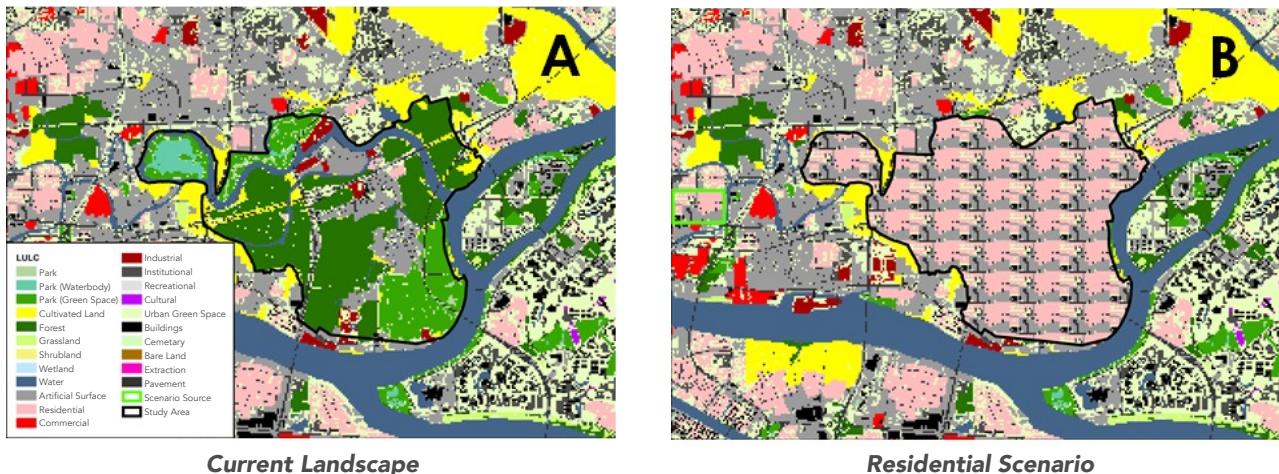 A
B
LULC
Park
Park (Waterbody)
Park (Green Space)
Cultivated Land
Forest
Grassland
Shrubland
Wetland
Water
Artificial Surface
Residential
Commercial
Industrial
Institutional
Recreational
Cultural
Urban Green Space
Buildings
Cemetary
Bare Land
Extraction
Pavement
Scenario Source
Study Area
Current Landscape
Residential Scenario